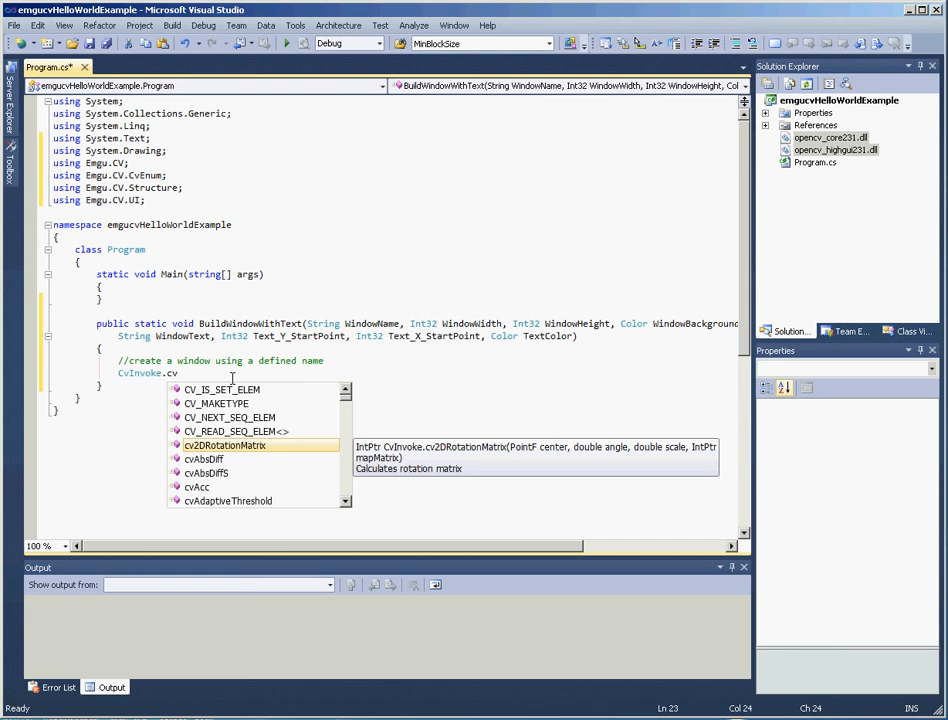 emgucvHelloWorldExample - Microsoft Visual Studio
File Edit View Refactor Project Build Debug Team Data Tools Architecture Test Analyze Window Help
Debug MinBlockSize
Program.cs* Solution Explorer
emgucvHelloWorldExample.Program BuildWindowWithText(String WindowName, Int32 WindowWidth, Int32 WindowHeight, Col
Server Explorer
Toolbox
using System;
using System.Collections.Generic;
using System.Linq;
using System.Text;
using System.Drawing;
using Emgu.CV;
using Emgu.CV.CvEnum;
using Emgu.CV.Structure;
using Emgu.CV.UI;
namespace emgucvHelloWorldExample
{
class Program
{
static void Main(string[] args)
{
}
public static void BuildWindowWithText(String WindowName, Int32 WindowWidth, Int32 WindowHeight, Color WindowBackground
String WindowText, Int32 Text_Y_StartPoint, Int32 Text_X_StartPoint, Color TextColor)
{
//create a window using a defined name
CvInvoke.cv
}
}
}
CV_IS_SET_ELEM
CV_MAKETYPE
CV_NEXT_SEQ_ELEM
CV_READ_SEQ_ELEM<>
cv2DRotationMatrix
cvAbsDiff
cvAbsDiffS
cvAcc
cvAdaptiveThreshold
IntPtr CvInvoke.cv2DRotationMatrix(PointF center, double angle, double scale, IntPtr
mapMatrix)
Calculates rotation matrix
100 %
emgucvHelloWorldExample
Properties
References
opencv_core231.dll
opencv_highgui231.dll
Program.cs
Solution... Team E... Class Vi...
Properties
Output
Show output from:
Error List Output
Ready Ln 23 Col 24 Ch 24 INS